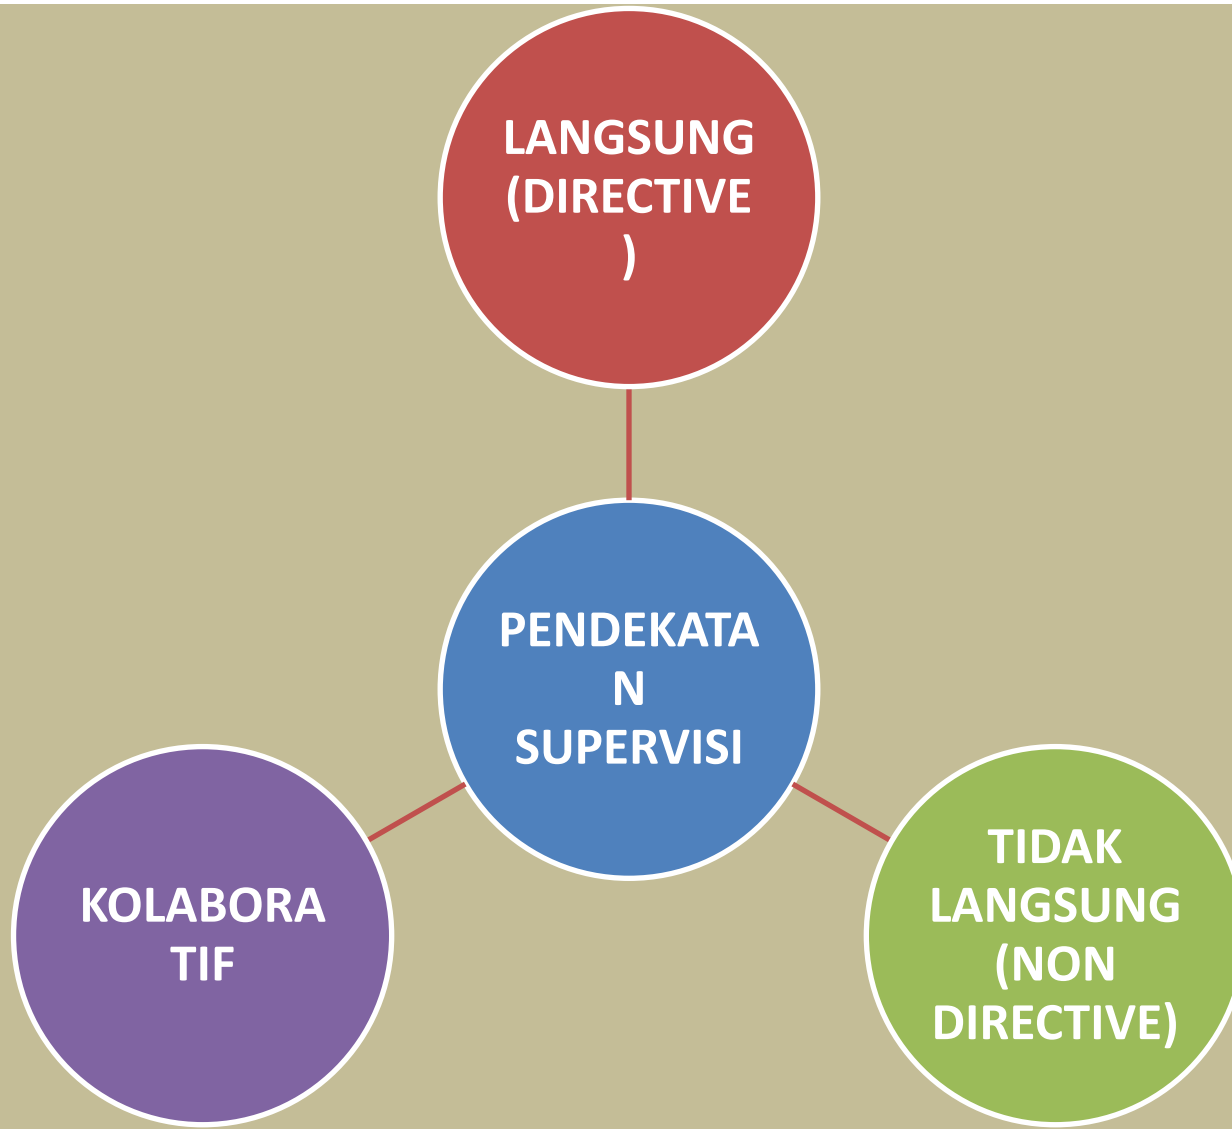 LANGSUNG
(DIRECTIVE
)
PENDEKATA
N
SUPERVISI
KOLABORA
TIF
TIDAK
LANGSUNG
(NON
DIRECTIVE)